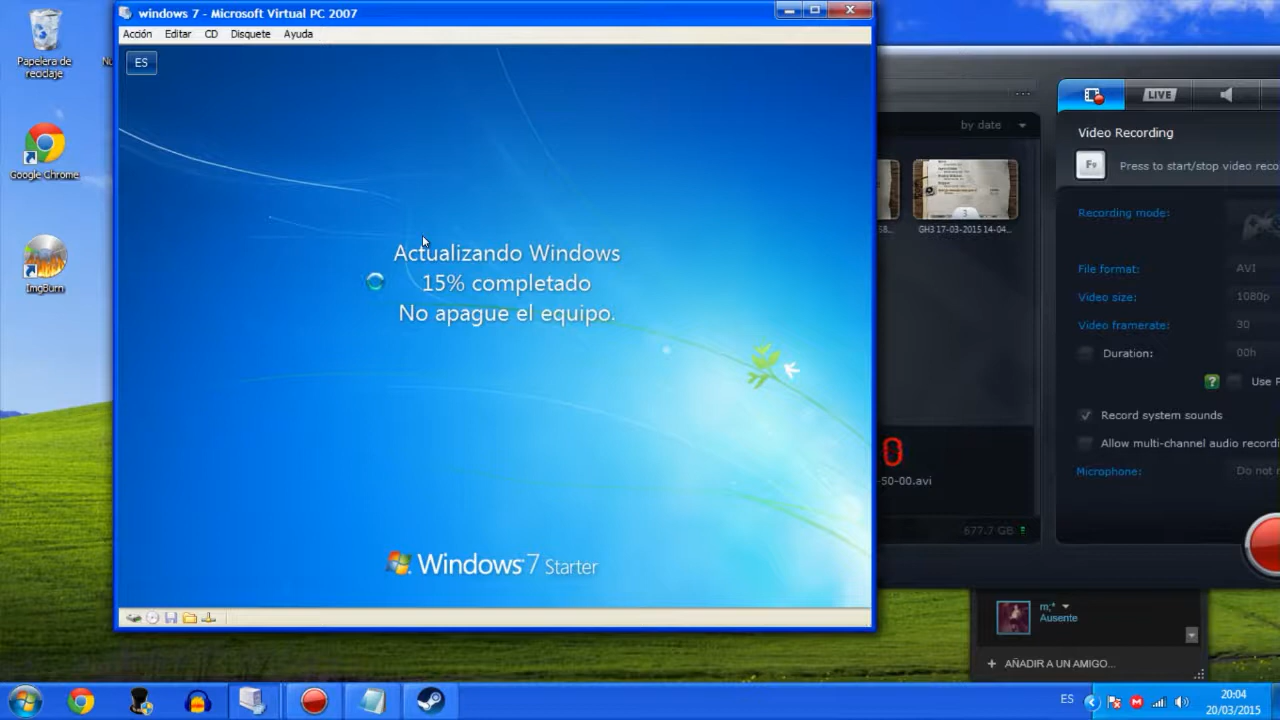 windows 7 - Microsoft Virtual PC 2007
Acción Editar CD Disquete Ayuda
ES
Papelera de
reciclaje
Google Chrome
ImgBurn
Actualizando Windows
15% completado
No apague el equipo.
Windows 7 Starter
by date
GH3 17-03-2015 14-04...
-50-00.avi
677.7 GB
LIVE
Video Recording
F9
Press to start/stop video reco
Recording mode:
File format: AVI
Video size: 1080p
Video framerate: 30
Duration: 00h
? Use
Record system sounds
Allow multi-channel audio recordi
Microphone: Do not r
m;*
Ausente
+ AÑADIR A UN AMIGO...
ES
20:04
20/03/2015